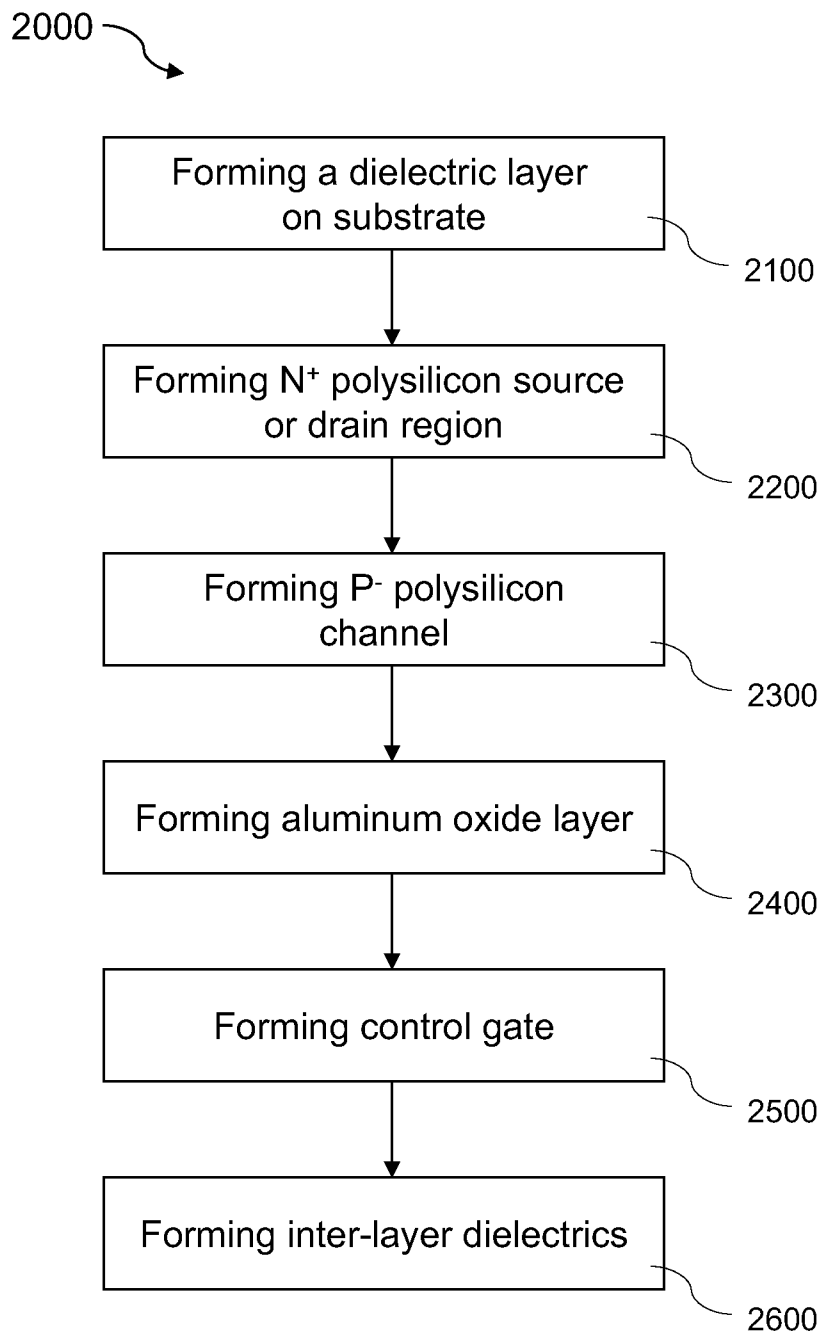 2000
Forming a dielectric layer
on substrate
2100
Forming N⁺ polysilicon source
or drain region
2200
Forming P⁻ polysilicon
channel
2300
Forming aluminum oxide layer
2400
Forming control gate
2500
Forming inter-layer dielectrics
2600